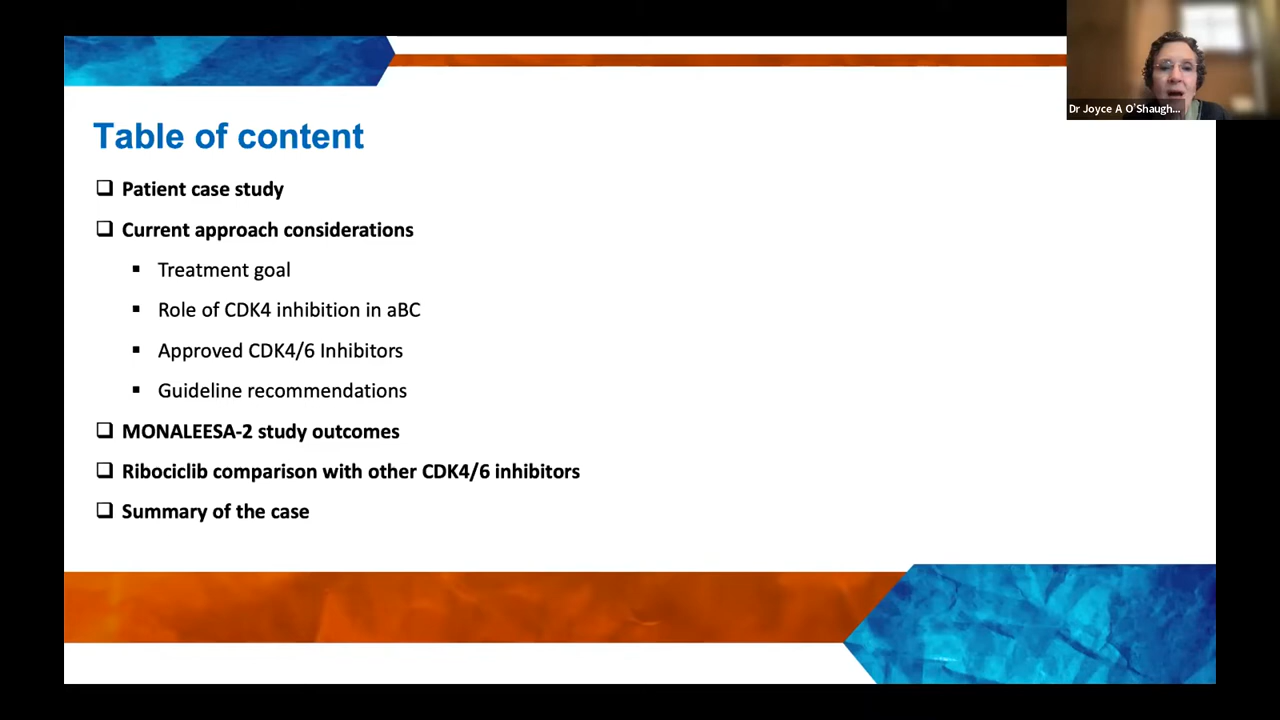 Dr Joyce A O'Shaugh...
Table of content
Patient case study
Current approach considerations
Treatment goal
Role of CDK4 inhibition in aBC
Approved CDK4/6 Inhibitors
Guideline recommendations
MONALEESA-2 study outcomes
Ribociclib comparison with other CDK4/6 inhibitors
Summary of the case